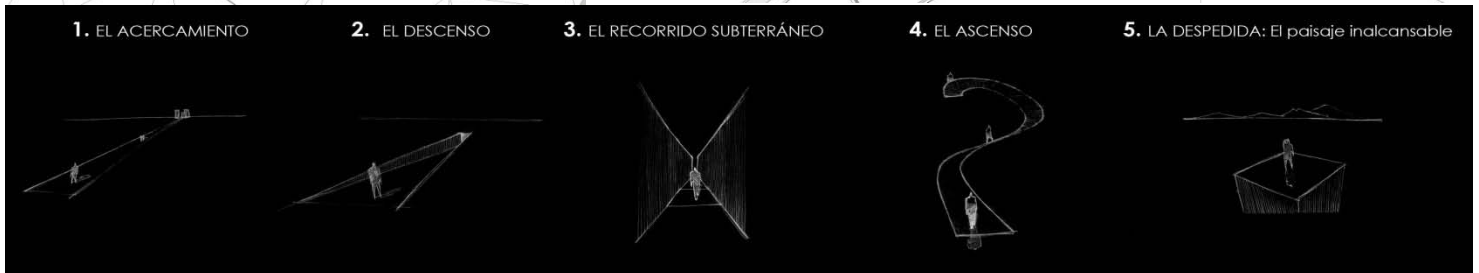 1. EL ACERCAMIENTO
2. EL DESCENSO
3. EL RECORRIDO SUBTERRÁNEO
4. EL ASCENSO
5. LA DESPEDIDA: El paisaje inalcansable